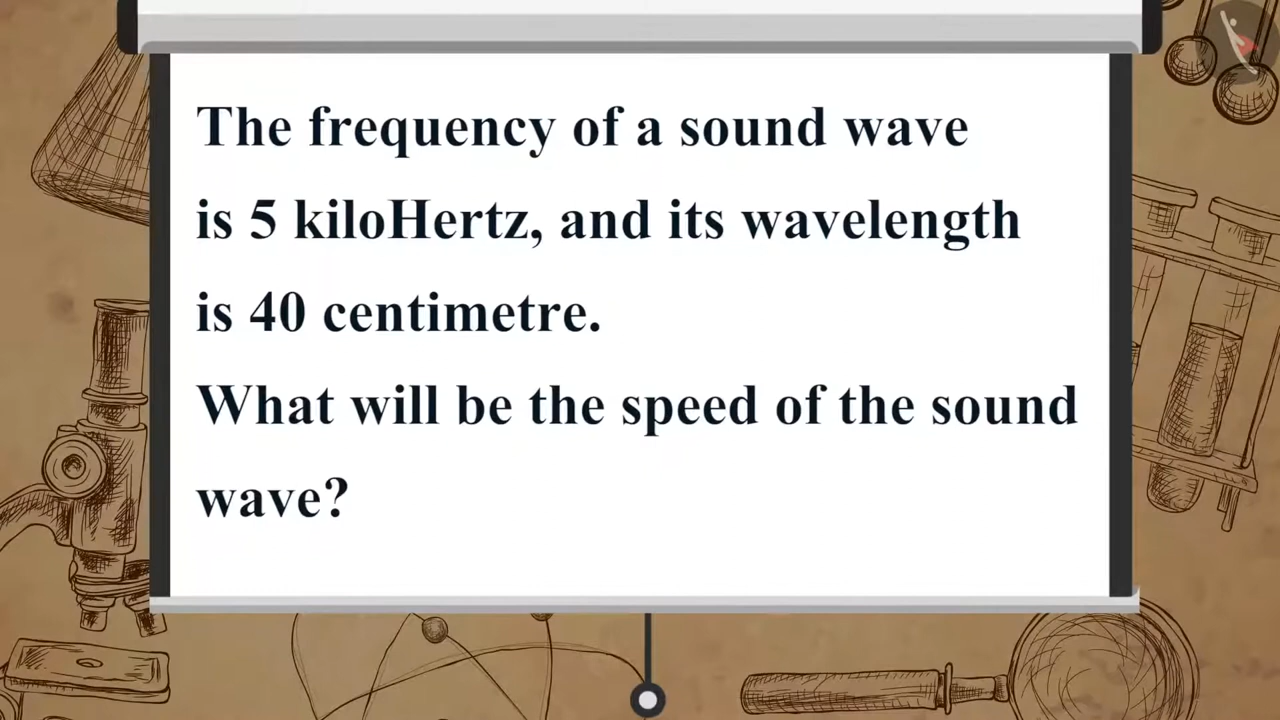 The frequency of a sound wave
is 5 kiloHertz, and its wavelength
is 40 centimetre.
What will be the speed of the sound
wave?